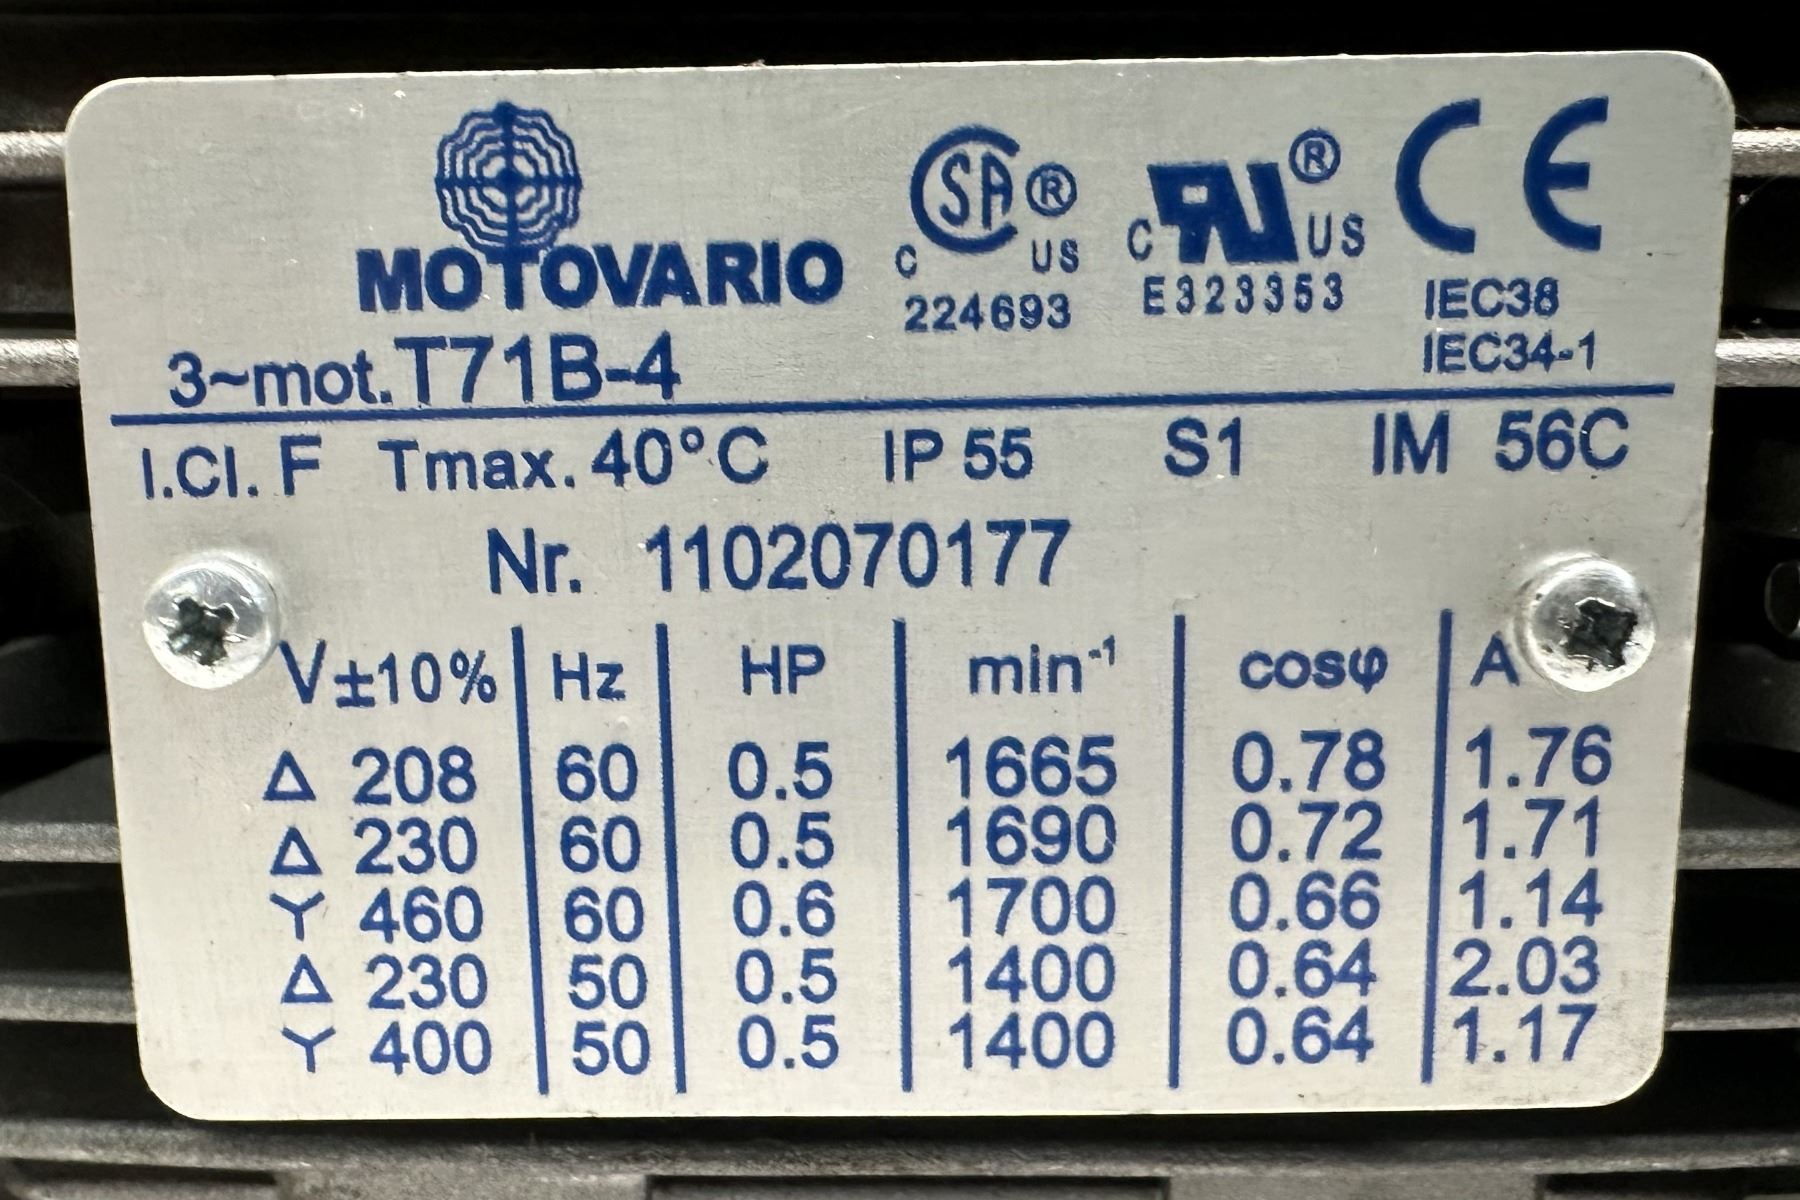 MOTOVARIO
CSA® C US
224693
C RU® US
E323353
CE
IEC38
IEC34-1
3~mot. T71B-4
I.Cl. F Tmax. 40°C IP 55 S1 IM 56C
Nr. 1102070177
V±10% Hz HP min⁻¹ cosφ A
Δ 208 60 0.5 1665 0.78 1.76
Δ 230 60 0.5 1690 0.72 1.71
Y 460 60 0.6 1700 0.66 1.14
Δ 230 50 0.5 1400 0.64 2.03
Y 400 50 0.5 1400 0.64 1.17